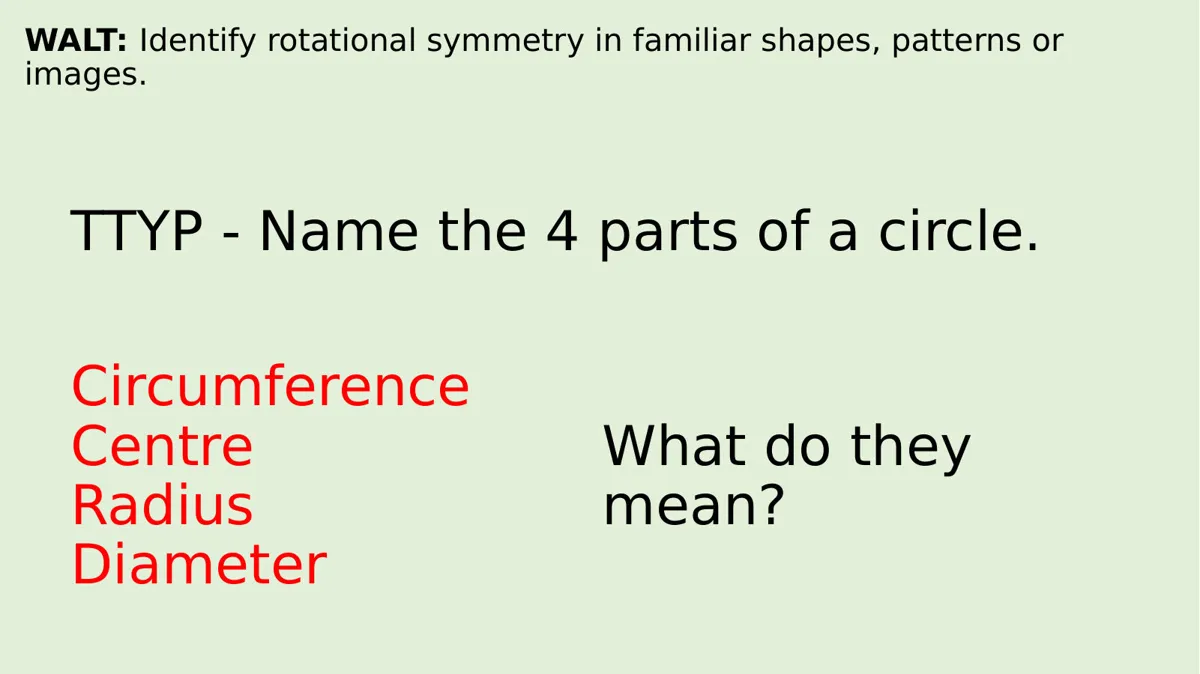 WALT: Identify rotational symmetry in familiar shapes, patterns or
images.
TTYP - Name the 4 parts of a circle.
Circumference
Centre
Radius
Diameter
What do they
mean?